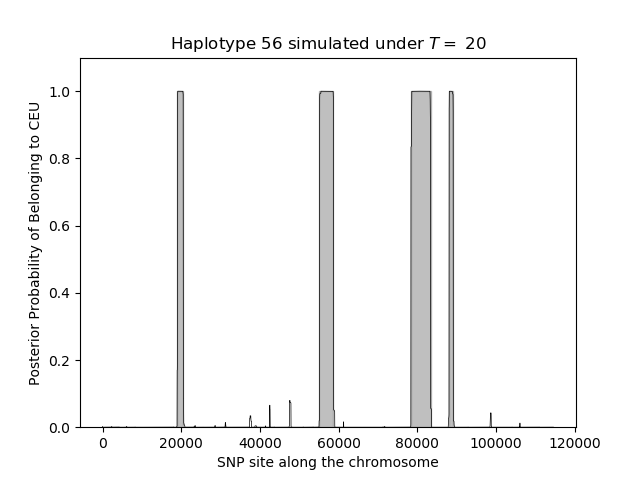 Haplotype 56 simulated under T = 20
Posterior Probability of Belonging to CEU
1.0
0.8
0.6
0.4
0.2
0.0
0 20000 40000 60000 80000 100000 120000
SNP site along the chromosome